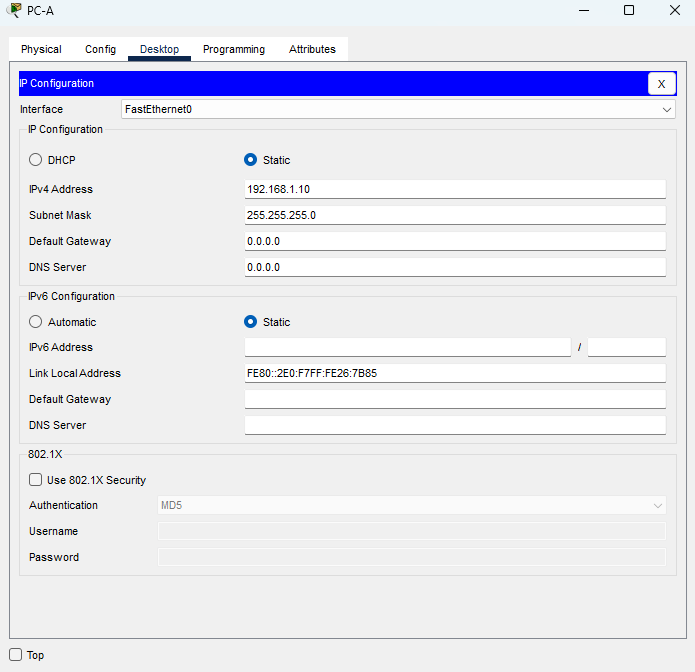 PC-A
Physical Config Desktop Programming Attributes
IP Configuration X
Interface FastEthernet0
IP Configuration
DHCP Static
IPv4 Address 192.168.1.10
Subnet Mask 255.255.255.0
Default Gateway 0.0.0.0
DNS Server 0.0.0.0
IPv6 Configuration
Automatic Static
IPv6 Address /
Link Local Address FE80::2E0:F7FF:FE26:7B85
Default Gateway
DNS Server
802.1X
Use 802.1X Security
Authentication MD5
Username
Password
Top